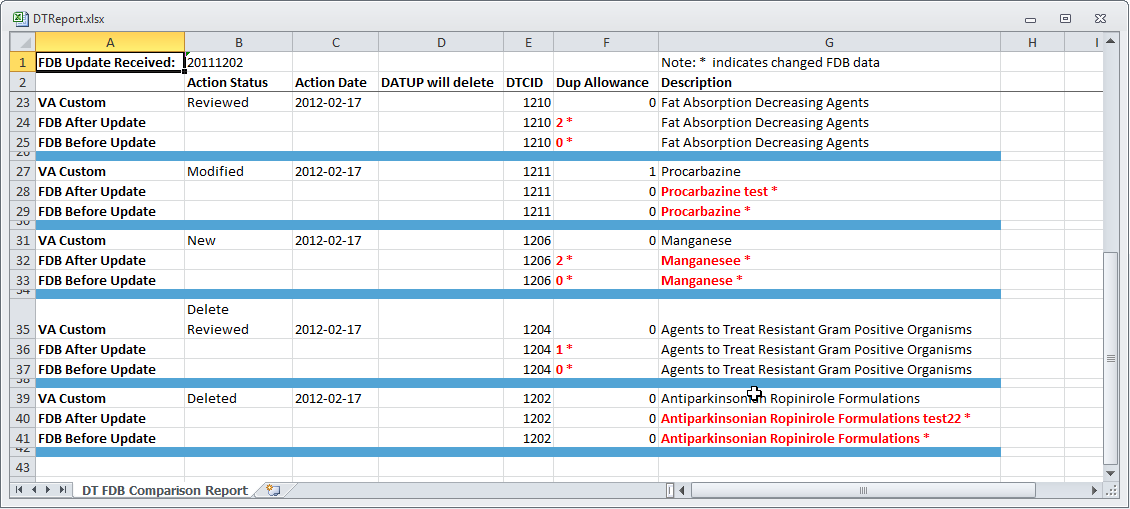 DTReport.xlsx
A B C D E F G H I
1 FDB Update Received: 20111202 Note: * indicates changed FDB data
2 Action Status Action Date DATUP will delete DTCID Dup Allowance Description
23 VA Custom Reviewed 2012-02-17 1210 0 Fat Absorption Decreasing Agents
24 FDB After Update 1210 2 * Fat Absorption Decreasing Agents
25 FDB Before Update 1210 0 * Fat Absorption Decreasing Agents
26
27 VA Custom Modified 2012-02-17 1211 1 Procarbazine
28 FDB After Update 1211 0 Procarbazine test *
29 FDB Before Update 1211 0 Procarbazine *
30
31 VA Custom New 2012-02-17 1206 0 Manganese
32 FDB After Update 1206 2 * Manganesee *
33 FDB Before Update 1206 0 * Manganese *
34
Delete
35 VA Custom Reviewed 2012-02-17 1204 0 Agents to Treat Resistant Gram Positive Organisms
36 FDB After Update 1204 1 * Agents to Treat Resistant Gram Positive Organisms
37 FDB Before Update 1204 0 * Agents to Treat Resistant Gram Positive Organisms
38
39 VA Custom Deleted 2012-02-17 1202 0 Antiparkinsonian Ropinirole Formulations
40 FDB After Update 1202 0 Antiparkinsonian Ropinirole Formulations test22 *
41 FDB Before Update 1202 0 Antiparkinsonian Ropinirole Formulations *
42
43
DT FDB Comparison Report